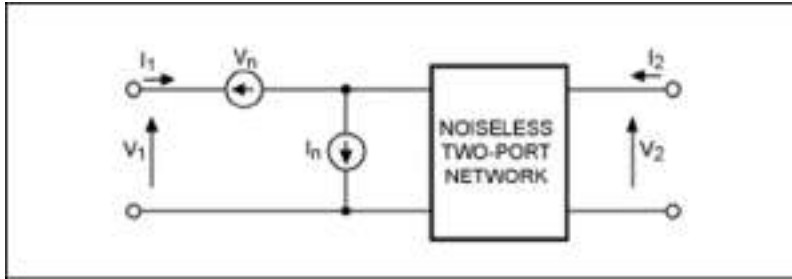 I1
Vn
I2
V1
In
NOISELESS
TWO-PORT
NETWORK
V2